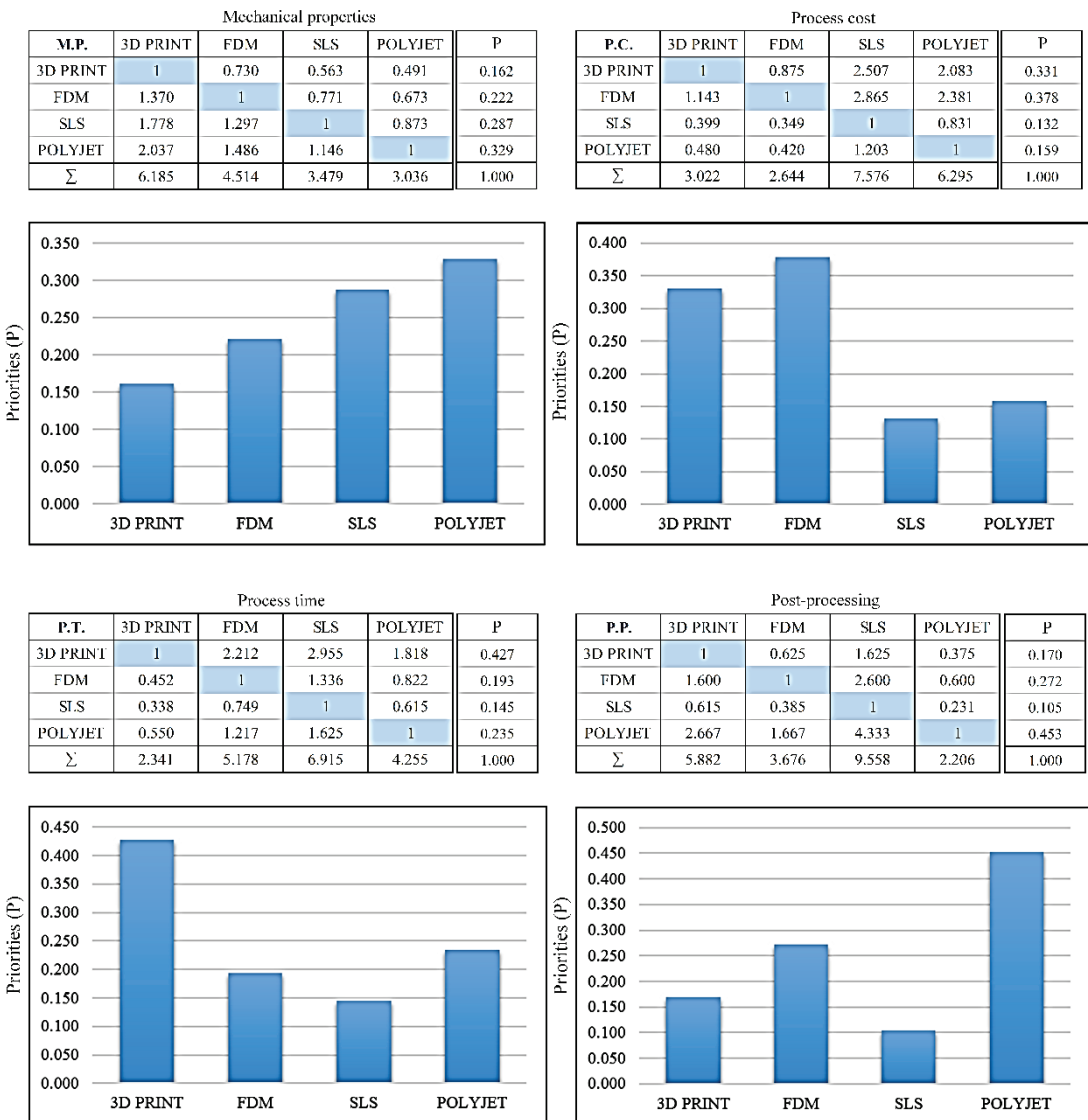 Mechanical properties
M.P. 3D PRINT FDM SLS POLYJET P
3D PRINT 1 0.730 0.563 0.491 0.162
FDM 1.370 1 0.771 0.673 0.222
SLS 1.778 1.297 1 0.873 0.287
POLYJET 2.037 1.486 1.146 1 0.329
Σ 6.185 4.514 3.479 3.036 1.000
Process cost
P.C. 3D PRINT FDM SLS POLYJET P
3D PRINT 1 0.875 2.507 2.083 0.331
FDM 1.143 1 2.865 2.381 0.378
SLS 0.399 0.349 1 0.831 0.132
POLYJET 0.480 0.420 1.203 1 0.159
Σ 3.022 2.644 7.576 6.295 1.000
Priorities (P)
0.350
0.300
0.250
0.200
0.150
0.100
0.050
0.000
3D PRINT FDM SLS POLYJET
Priorities (P)
0.400
0.350
0.300
0.250
0.200
0.150
0.100
0.050
0.000
3D PRINT FDM SLS POLYJET
Process time
P.T. 3D PRINT FDM SLS POLYJET P
3D PRINT 1 2.212 2.955 1.818 0.427
FDM 0.452 1 1.336 0.822 0.193
SLS 0.338 0.749 1 0.615 0.145
POLYJET 0.550 1.217 1.625 1 0.235
Σ 2.341 5.178 6.915 4.255 1.000
Post-processing
P.P. 3D PRINT FDM SLS POLYJET P
3D PRINT 1 0.625 1.625 0.375 0.170
FDM 1.600 1 2.600 0.600 0.272
SLS 0.615 0.385 1 0.231 0.105
POLYJET 2.667 1.667 4.333 1 0.453
Σ 5.882 3.676 9.558 2.206 1.000
Priorities (P)
0.450
0.400
0.350
0.300
0.250
0.200
0.150
0.100
0.050
0.000
3D PRINT FDM SLS POLYJET
Priorities (P)
0.500
0.450
0.400
0.350
0.300
0.250
0.200
0.150
0.100
0.050
0.000
3D PRINT FDM SLS POLYJET